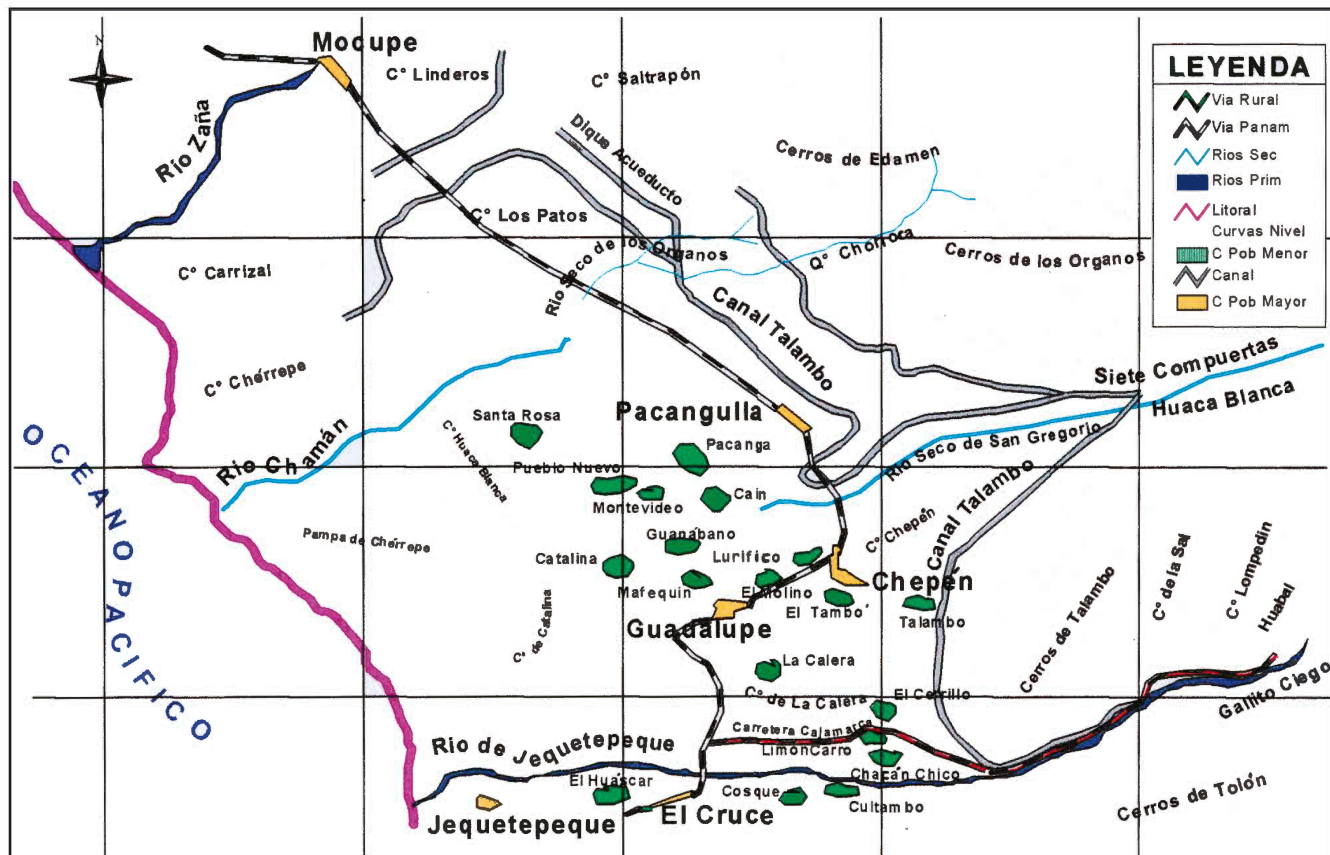 N
Mocupe
C° Linderos
C° Saltrapón
LEYENDA
Via Rural
Via Panam
Rios Sec
Rios Prim
Litoral
Curvas Nivel
C Pob Menor
Canal
C Pob Mayor
Rio Zaña
Dique Acueducto
Cerros de Edamen
C° Los Patos
Rio Seco de los Organos
Q° Chorroca
Cerros de los Organos
C° Carrizal
Canal Talambo
C° Chérrepe
Siete Compuertas
Huaca Blanca
OCEANO PACIFICO
Rio Chamán
Santa Rosa
C° Huaca Blanca
Pacangulla
Pacanga
Rio Seco de San Gregorio
Pueblo Nuevo
Montevideo
Cain
Canal Talambo
Pampa de Chérrepe
Guanábano
Catalina
Lurifico
C° Chepén
Mafequin
El Molino
Chepén
El Tambo
Talambo
C° de Catalina
Guadalupe
Cerros de Talambo
C° de la Sal
C° Lompedin
Huabal
La Calera
C° de La Calera
El Cerrillo
Gallito Ciego
Carretera Cajamarca
Rio de Jequetepeque
LimonCarro
Chacán Chico
El Huáscar
Cosque
Cultambo
Cerros de Tolón
Jequetepeque
El Cruce